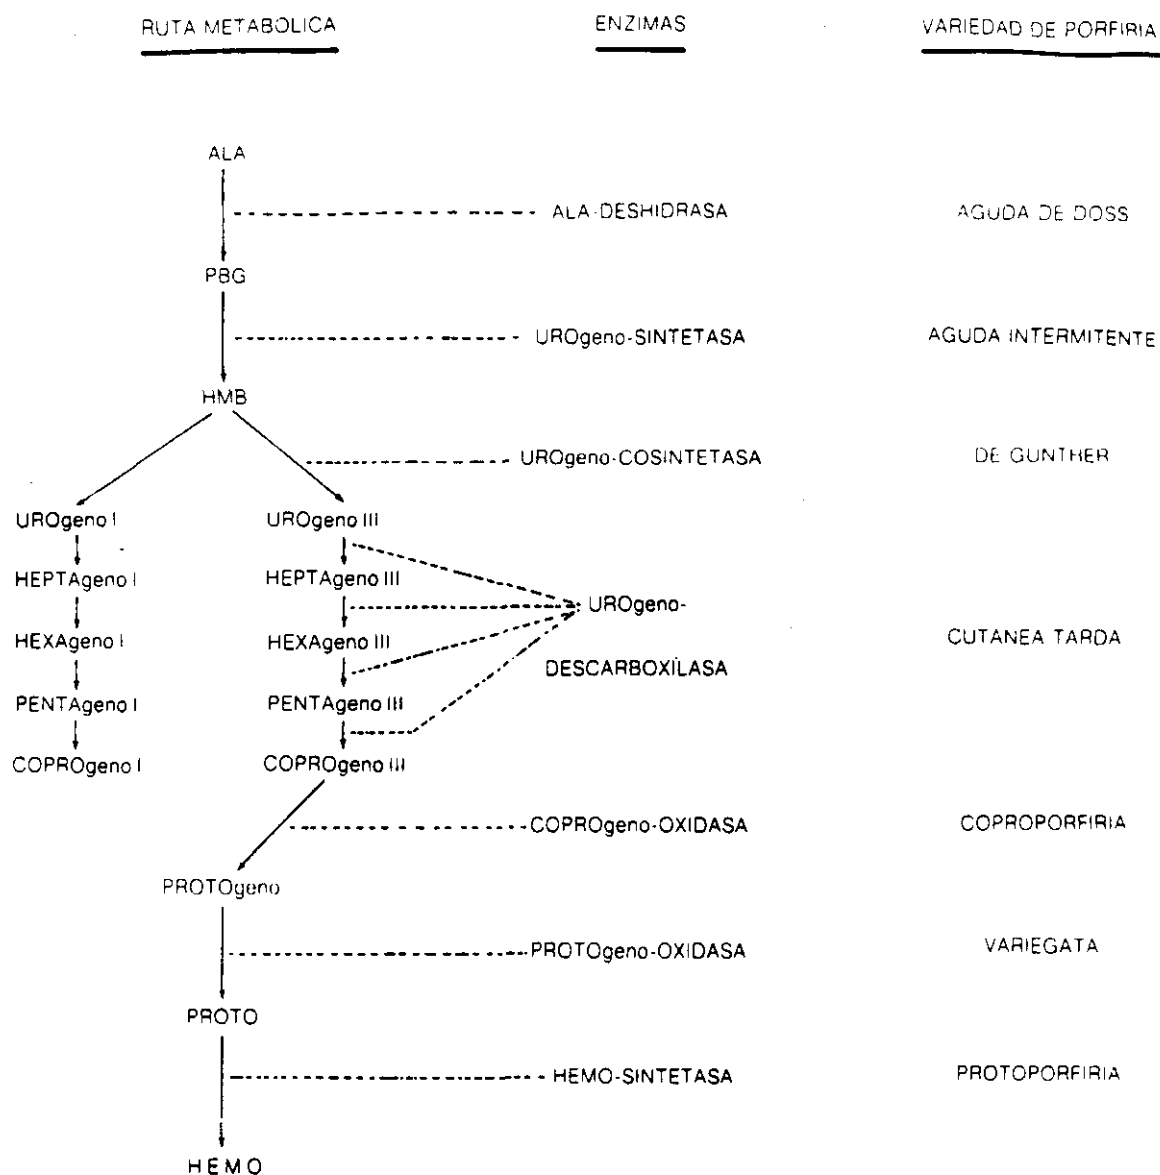 RUTA METABOLICA ENZIMAS VARIEDAD DE PORFIRIA
ALA
ALA-DESHIDRASA AGUDA DE DOSS
PBG
UROgeno-SINTETASA AGUDA INTERMITENTE
HMB
UROgeno-COSINTETASA DE GUNTHER
UROgeno I UROgeno III
HEPTAgeno I HEPTAgeno III
UROgeno-
HEXAgeno I HEXAgeno III CUTANEA TARDA
DESCARBOXILASA
PENTAgeno I PENTAgeno III
COPROgeno I COPROgeno III
COPROgeno-OXIDASA COPROPORFIRIA
PROTOgeno
PROTOgeno-OXIDASA VARIEGATA
PROTO
HEMO-SINTETASA PROTOPORFIRIA
HEMO